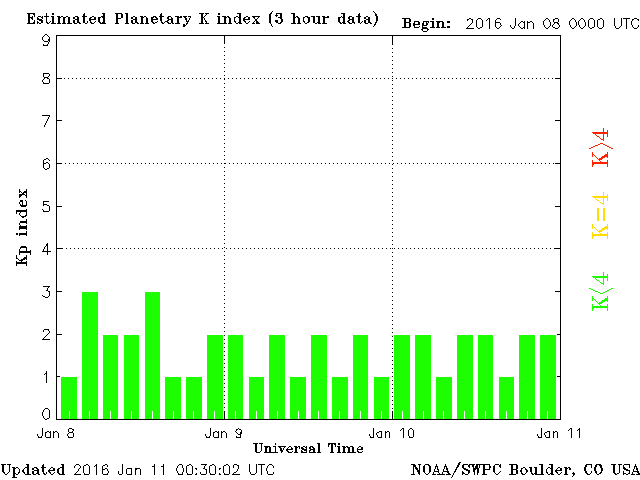 Estimated Planetary K index (3 hour data) Begin: 2016 Jan 08 0000 UTC
9
8
7
6
5
4
3
2
1
0
Kp index
K>4
K=4
K<4
Jan 8 Jan 9 Jan 10 Jan 11
Universal Time
Updated 2016 Jan 11 00:30:02 UTC NOAA/SWPC Boulder, CO USA